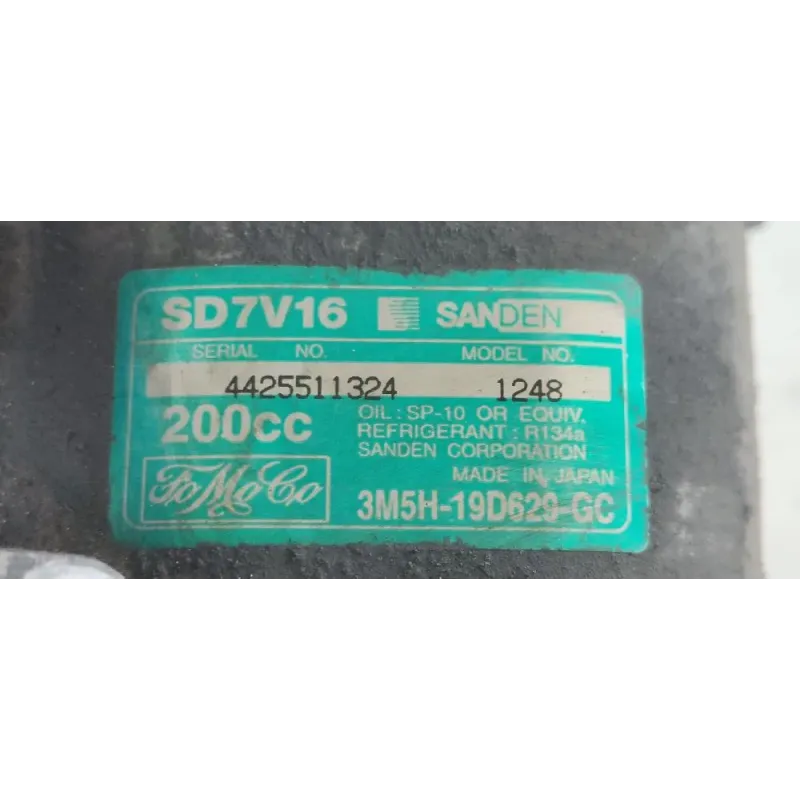 SD7V16 SANDEN
SERIAL NO. MODEL NO.
4425511324 1248
200cc OIL : SP-10 OR EQUIV.
REFRIGERANT : R134a
SANDEN CORPORATION
MADE IN JAPAN
FoMoCo 3M5H-19D629-GC